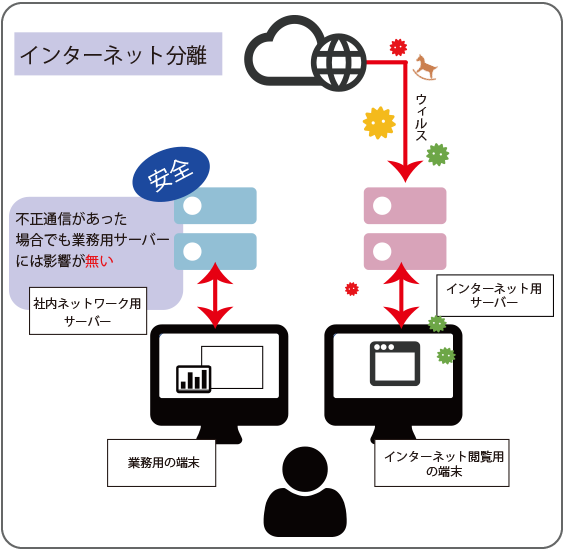 インターネット分離
ウィルス
安全
不正通信があった
場合でも業務用サーバー
には影響が無い
社内ネットワーク用
サーバー
インターネット用
サーバー
業務用の端末
インターネット閲覧用
の端末